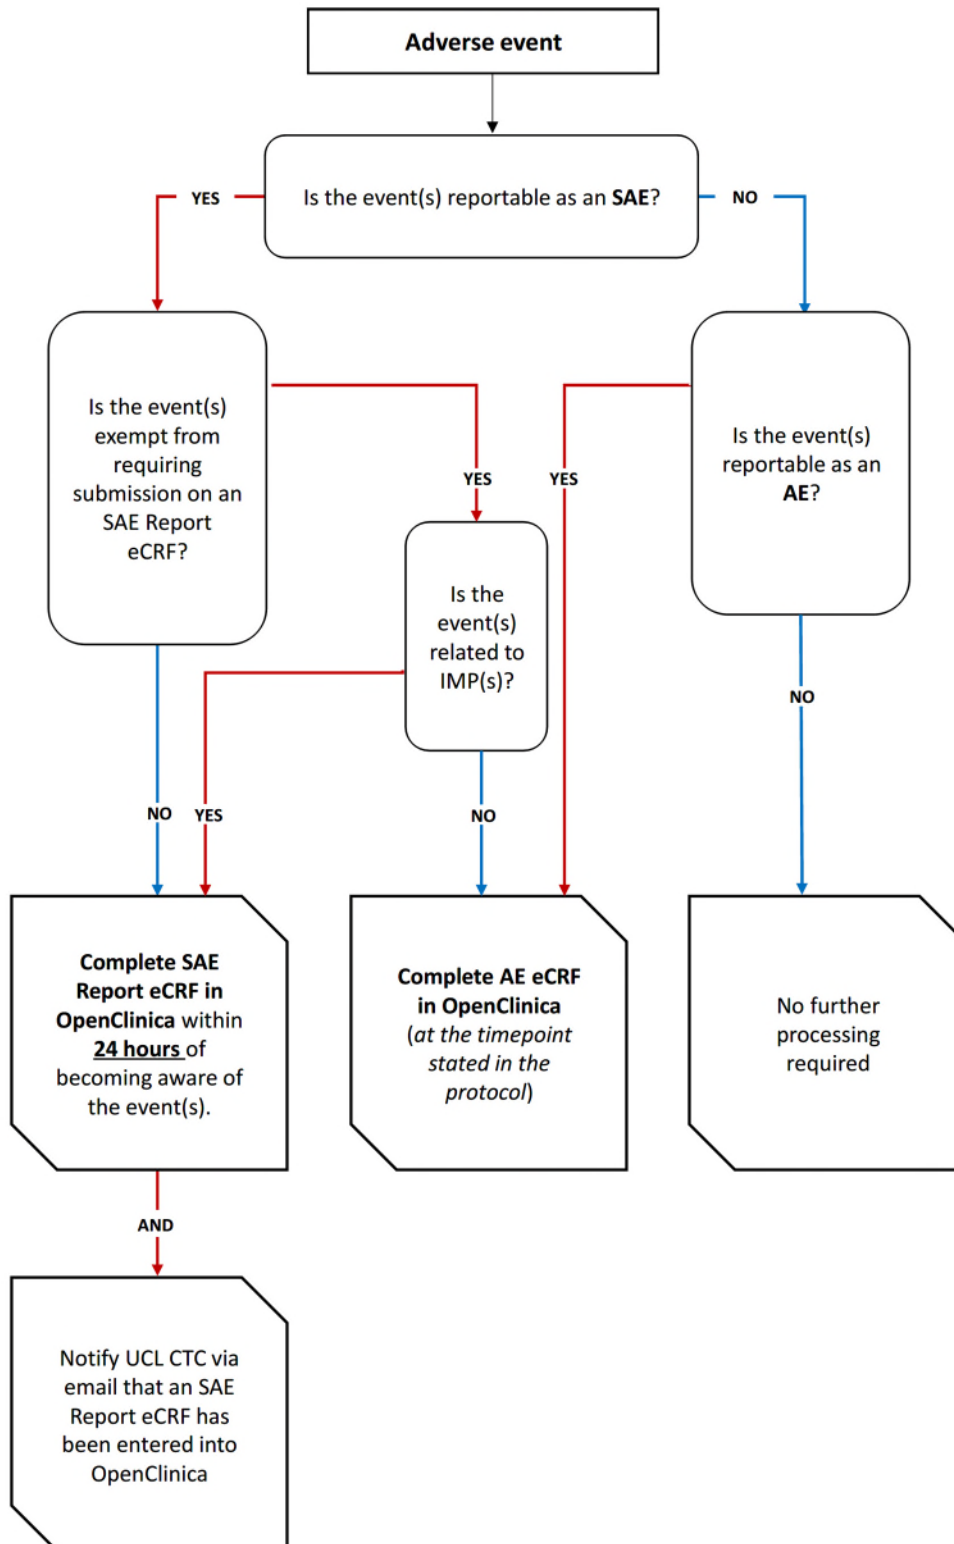 Adverse event
Is the event(s) reportable as an SAE?
YES
NO
Is the event(s)
exempt from
requiring
submission on an
SAE Report
eCRF?
Is the event(s)
reportable as an
AE?
YES
YES
Is the
event(s)
related to
IMP(s)?
NO
NO
YES
NO
Complete SAE
Report eCRF in
OpenClinica within
24 hours of
becoming aware of
the event(s).
Complete AE eCRF
in OpenClinica
(at the timepoint
stated in the
protocol)
No further
processing
required
AND
Notify UCL CTC via
email that an SAE
Report eCRF has
been entered into
OpenClinica